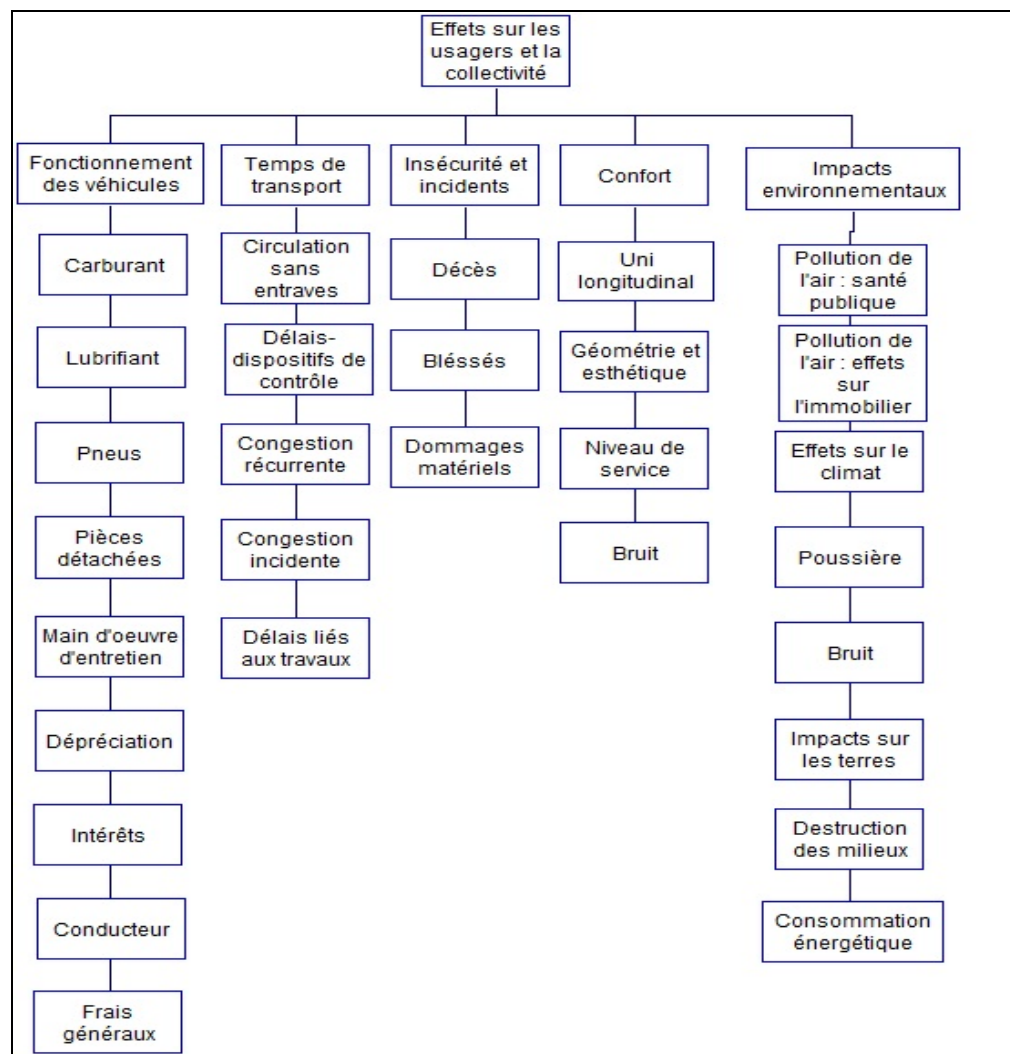 Effets sur les
usagers et la
collectivité
Fonctionnement
des véhicules
Carburant
Lubrifiant
Pneus
Pièces
détachées
Main d'oeuvre
d'entretien
Dépréciation
Intérêts
Conducteur
Frais
généraux
Temps de
transport
Circulation
sans
entraves
Délais-
dispositifs de
contrôle
Congestion
récurrente
Congestion
incidente
Délais liés
aux travaux
Insécurité et
incidents
Décès
Bléssés
Dommages
matériels
Confort
Uni
longitudinal
Géométrie et
esthétique
Niveau de
service
Bruit
Impacts
environnementaux
Pollution de
l'air : santé
publique
Pollution de
l'air : effets
sur
l'immobilier
Effets sur le
climat
Poussière
Bruit
Impacts sur
les terres
Destruction
des milieux
Consommation
énergétique